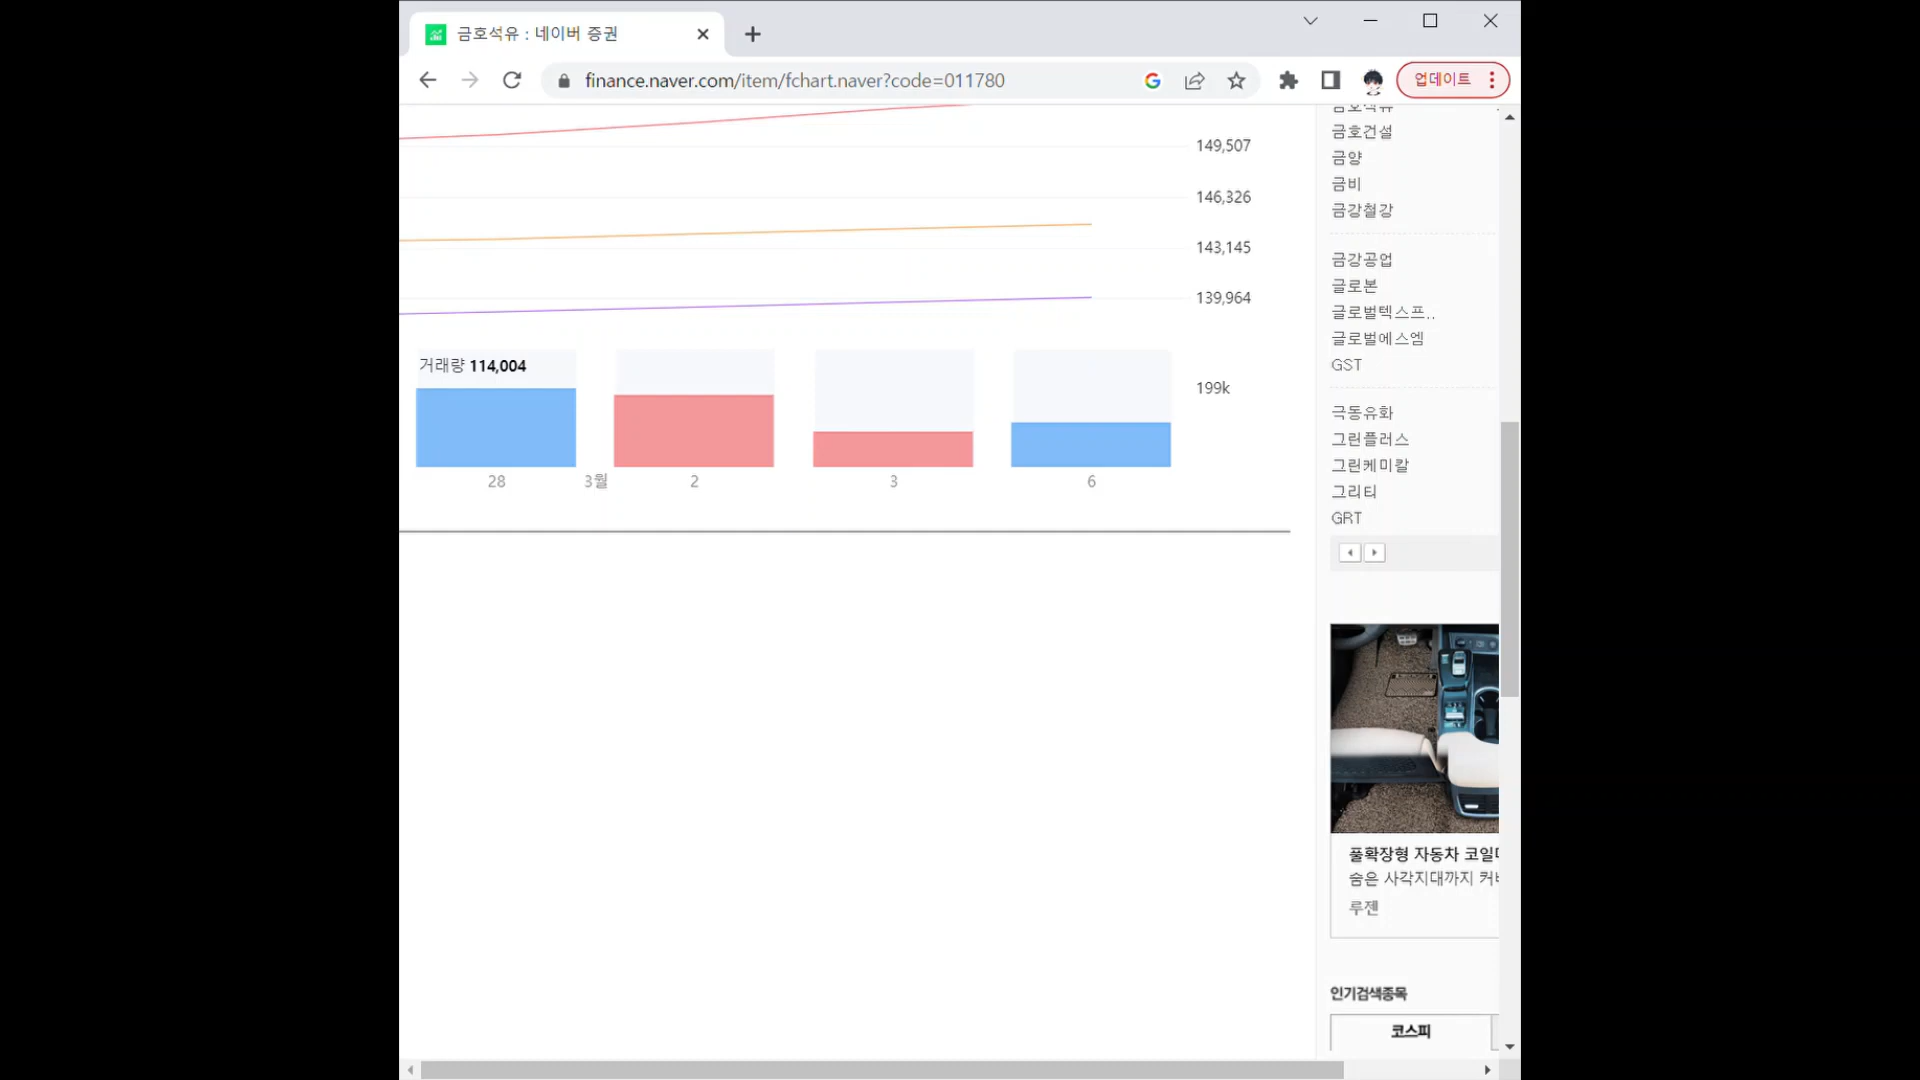 금호석유 : 네이버 증권
finance.naver.com/item/fchart.naver?code=011780
업데이트
149,507
146,326
143,145
139,964
거래량 114,004
199k
28
3월
2
3
6
금호석유
금호건설
금양
금비
금강철강
금강공업
글로본
글로벌텍스프..
글로벌에스엠
GST
극동유화
그린플러스
그린케미칼
그리티
GRT
풀확장형 자동차 코일
숨은 사각지대까지 커
루젠
인기검색종목
코스피